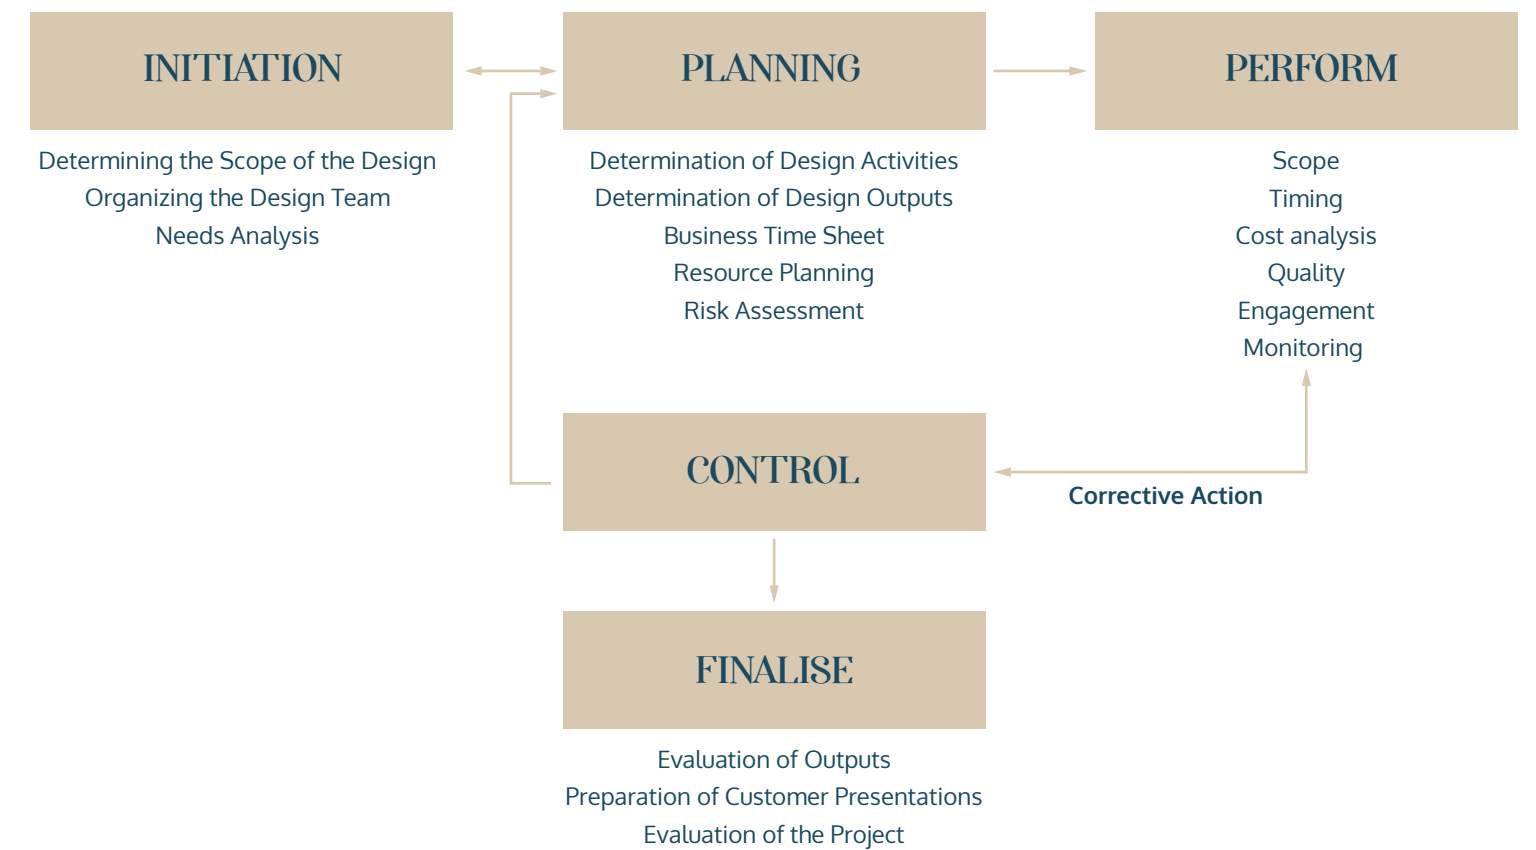 INITIATION
Determining the Scope of the Design
Organizing the Design Team
Needs Analysis
PLANNING
Determination of Design Activities
Determination of Design Outputs
Business Time Sheet
Resource Planning
Risk Assessment
PERFORM
Scope
Timing
Cost analysis
Quality
Engagement
Monitoring
CONTROL
Corrective Action
FINALISE
Evaluation of Outputs
Preparation of Customer Presentations
Evaluation of the Project